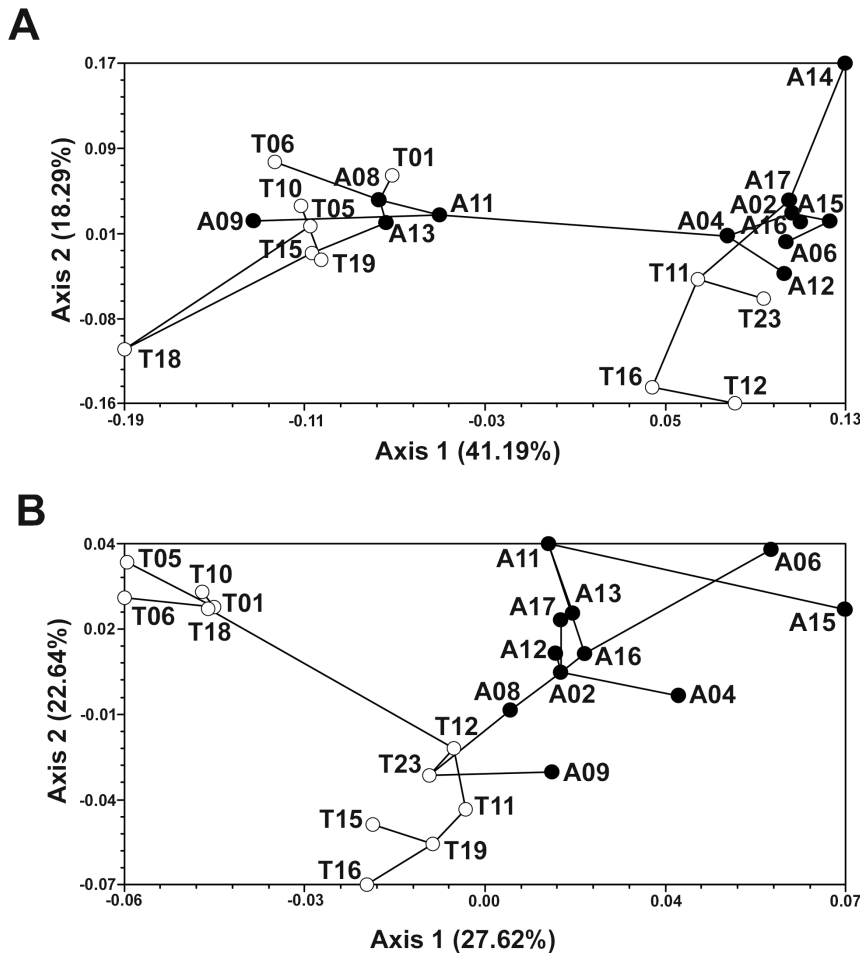 A
0.17
A14
0.09
T06
T01
A08
A17
T10
A02
A15
T05
A11
A09
A04
A16
0.01
A13
A06
T15
T19
T11
A12
T23
-0.08
T18
T16
T12
-0.16
-0.19
-0.11
-0.03
0.05
0.13
Axis 2 (18.29%)
Axis 1 (41.19%)
B
0.04
T05
A11
A06
T10
A13
T06
T01
A17
A15
0.02
T18
A12
A16
A08
A02
A04
-0.01
T12
T23
A09
-0.04
T11
T15
T19
T16
-0.07
-0.06
-0.03
0.00
0.04
0.07
Axis 2 (22.64%)
Axis 1 (27.62%)